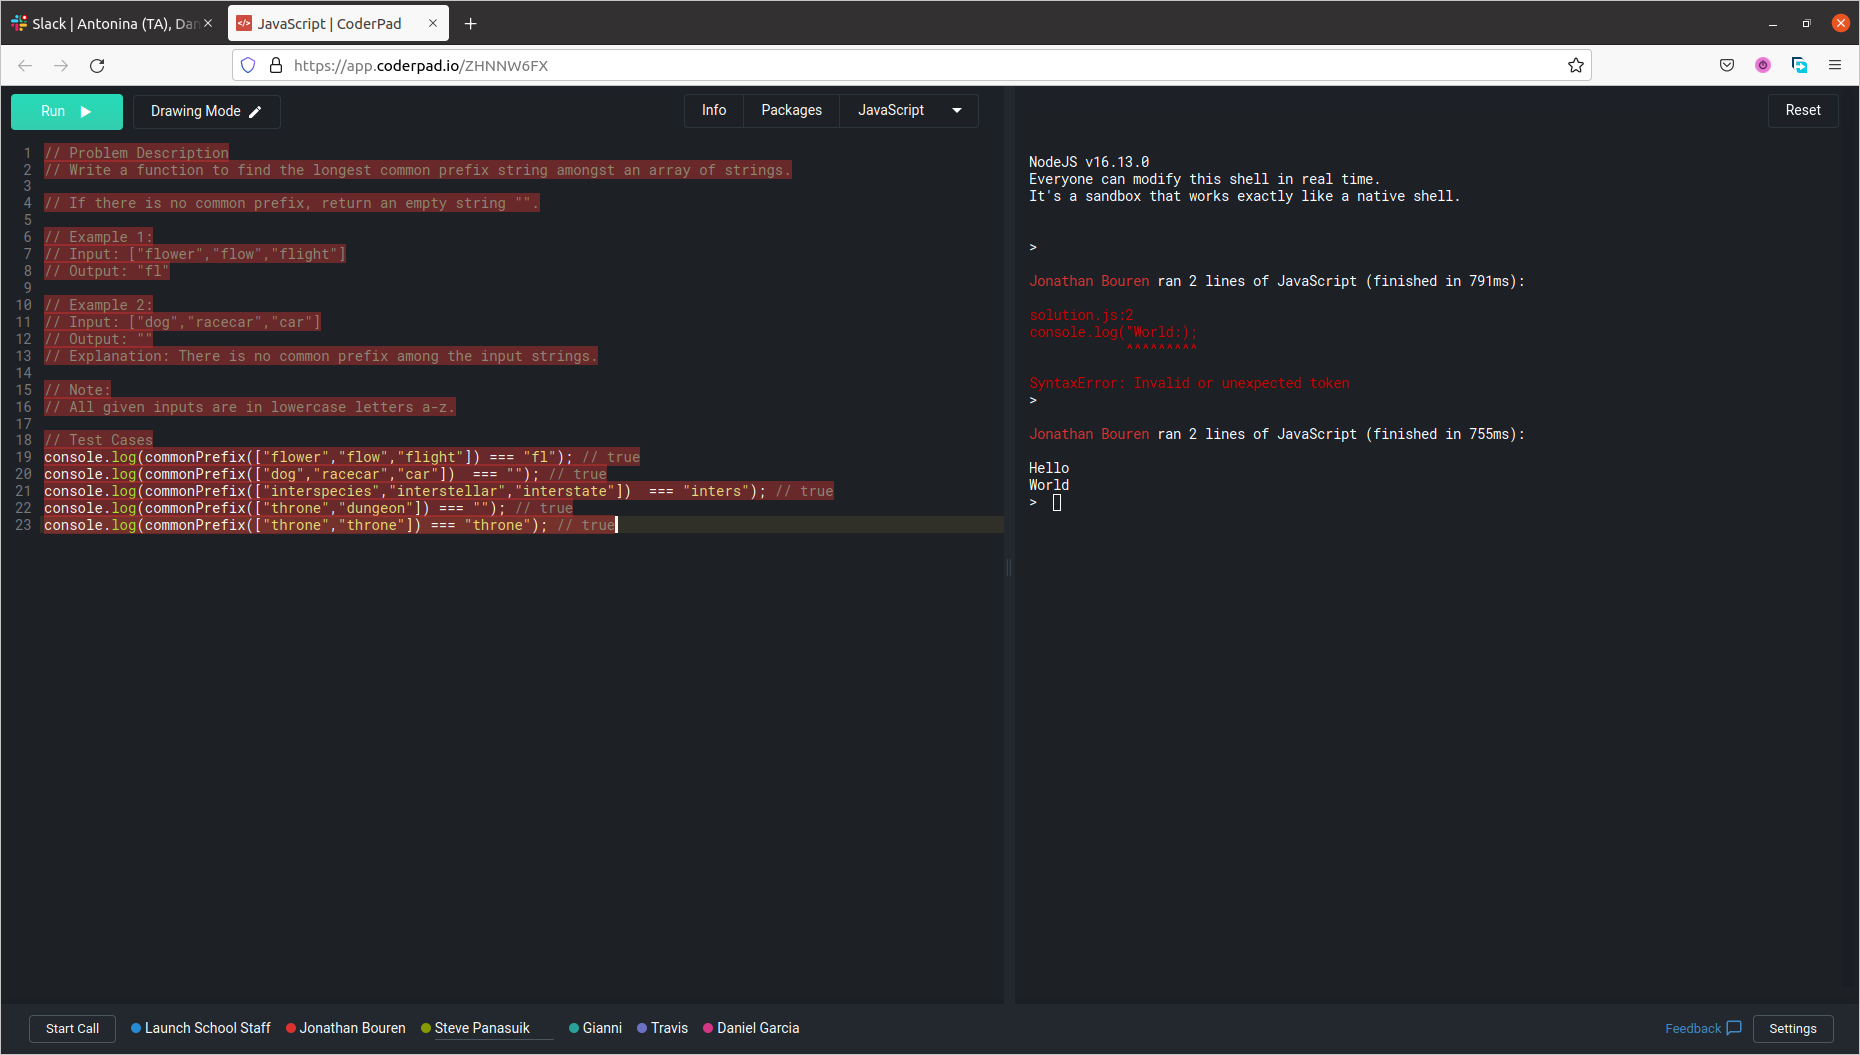 Slack | Antonina (TA), Da
JavaScript | CoderPad
https://app.coderpad.io/ZHNNW6FX
Run
Drawing Mode
Info
Packages
JavaScript
Reset
1 // Problem Description
2 // Write a function to find the longest common prefix string amongst an array of strings.
3
4 // If there is no common prefix, return an empty string "".
5
6 // Example 1:
7 // Input: ["flower","flow","flight"]
8 // Output: "fl"
9
10 // Example 2:
11 // Input: ["dog","racecar","car"]
12 // Output: ""
13 // Explanation: There is no common prefix among the input strings.
14
15 // Note:
16 // All given inputs are in lowercase letters a-z.
17
18 // Test Cases
19 console.log(commonPrefix(["flower","flow","flight"]) === "fl"); // true
20 console.log(commonPrefix(["dog","racecar","car"])  === ""); // true
21 console.log(commonPrefix(["interspecies","interstellar","interstate"])  === "inters"); // true
22 console.log(commonPrefix(["throne","dungeon"]) === ""); // true
23 console.log(commonPrefix(["throne","throne"]) === "throne"); // true
NodeJS v16.13.0
Everyone can modify this shell in real time.
It's a sandbox that works exactly like a native shell.
>
Jonathan Bouren ran 2 lines of JavaScript (finished in 791ms):
solution.js:2
console.log("World:);
^^^^^^^^^
SyntaxError: Invalid or unexpected token
>
Jonathan Bouren ran 2 lines of JavaScript (finished in 755ms):
Hello
World
>
Start Call
Launch School Staff
Jonathan Bouren
Steve Panasuik
Gianni
Travis
Daniel Garcia
Feedback
Settings